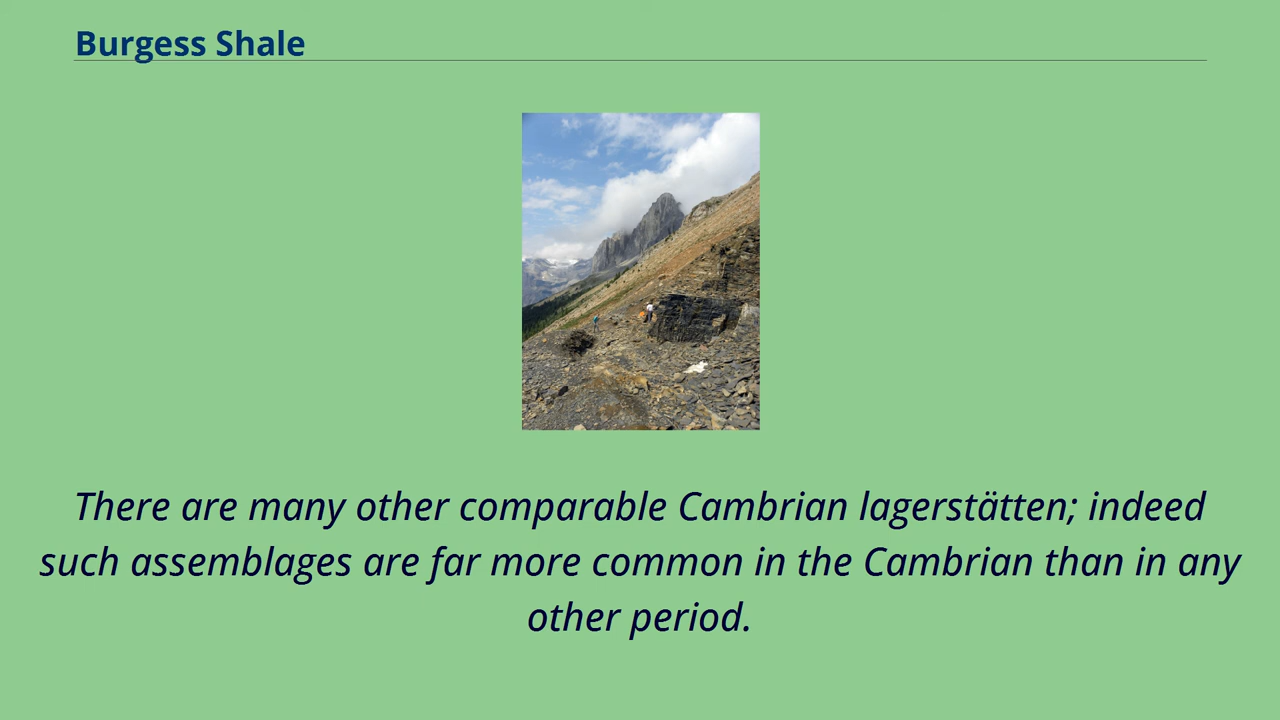 Burgess Shale
There are many other comparable Cambrian lagerstätten; indeed
such assemblages are far more common in the Cambrian than in any
other period.